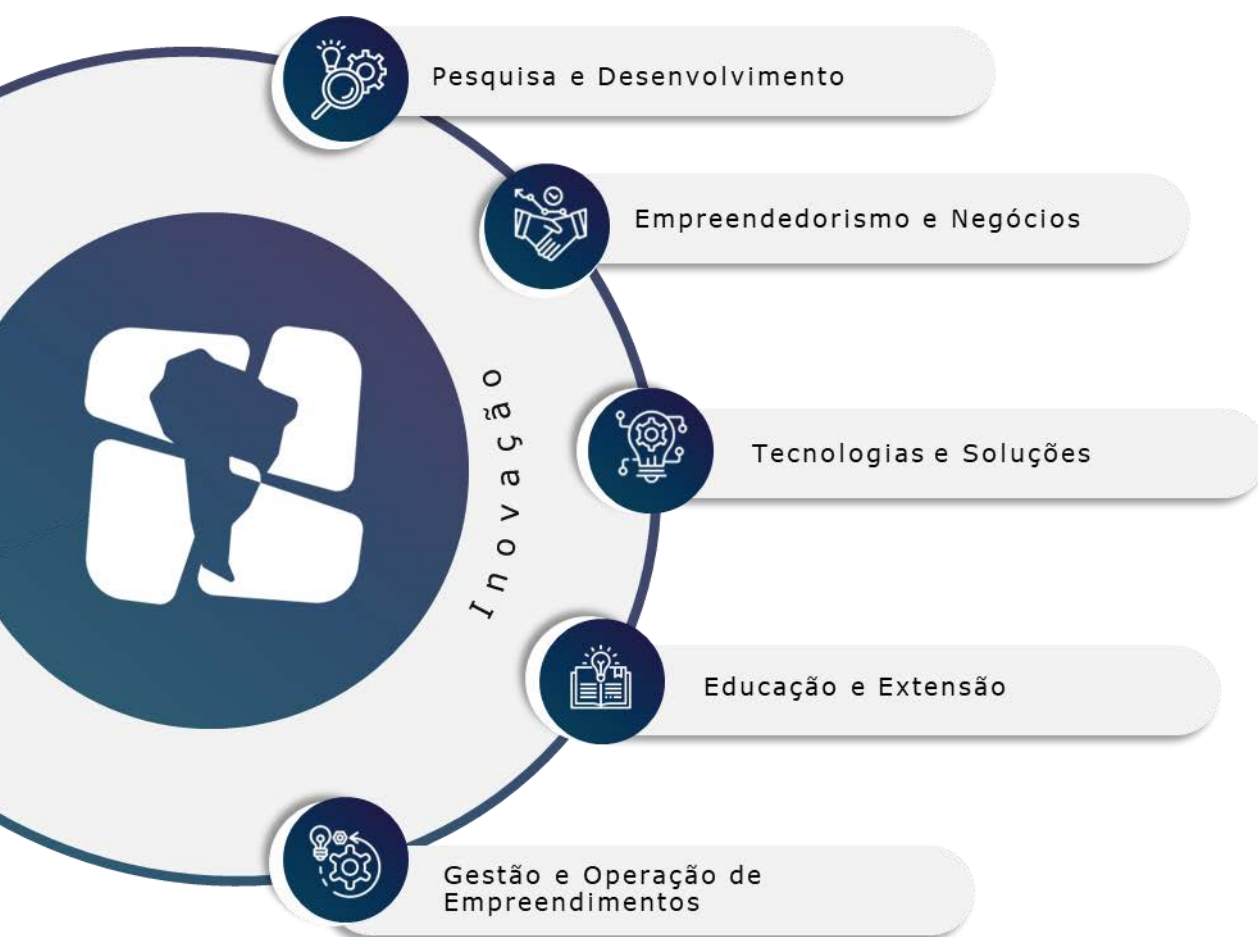 Pesquisa e Desenvolvimento
Empreendedorismo e Negócios
Inovação
Tecnologias e Soluções
Educação e Extensão
Gestão e Operação de
Empreendimentos